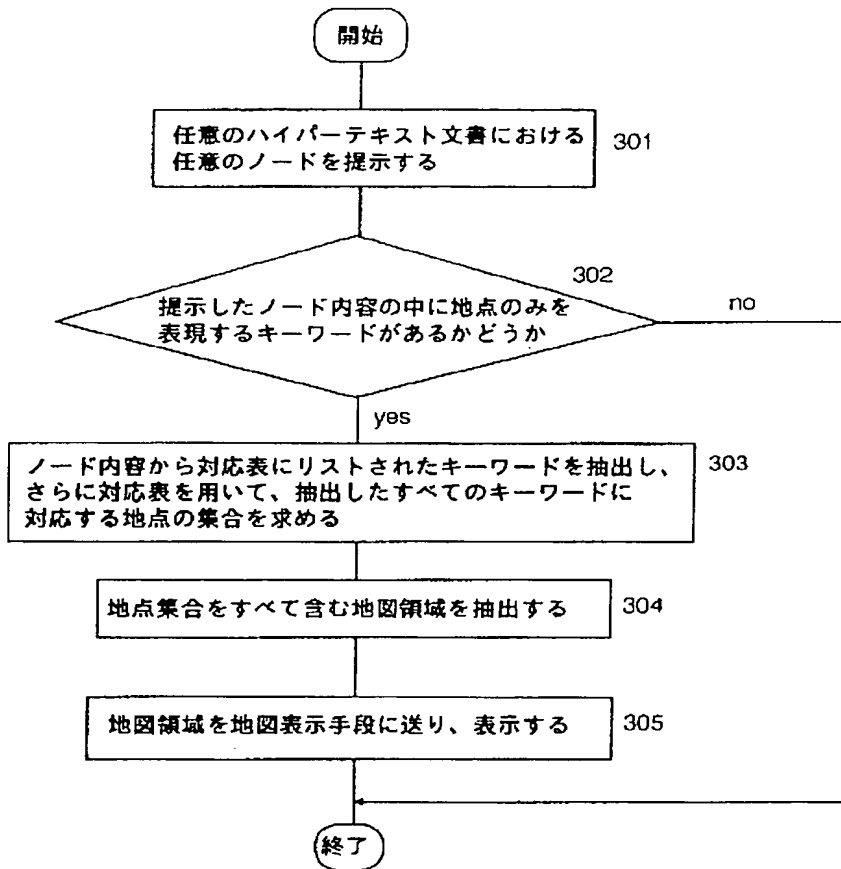 開始
任意のハイパーテキスト文書における
任意のノードを提示する
301
302
提示したノード内容の中に地点のみを
表現するキーワードがあるかどうか
no
yes
ノード内容から対応表にリストされたキーワードを抽出し、
さらに対応表を用いて、抽出したすべてのキーワードに
対応する地点の集合を求める
303
地点集合をすべて含む地図領域を抽出する
304
地図領域を地図表示手段に送り、表示する
305
終了